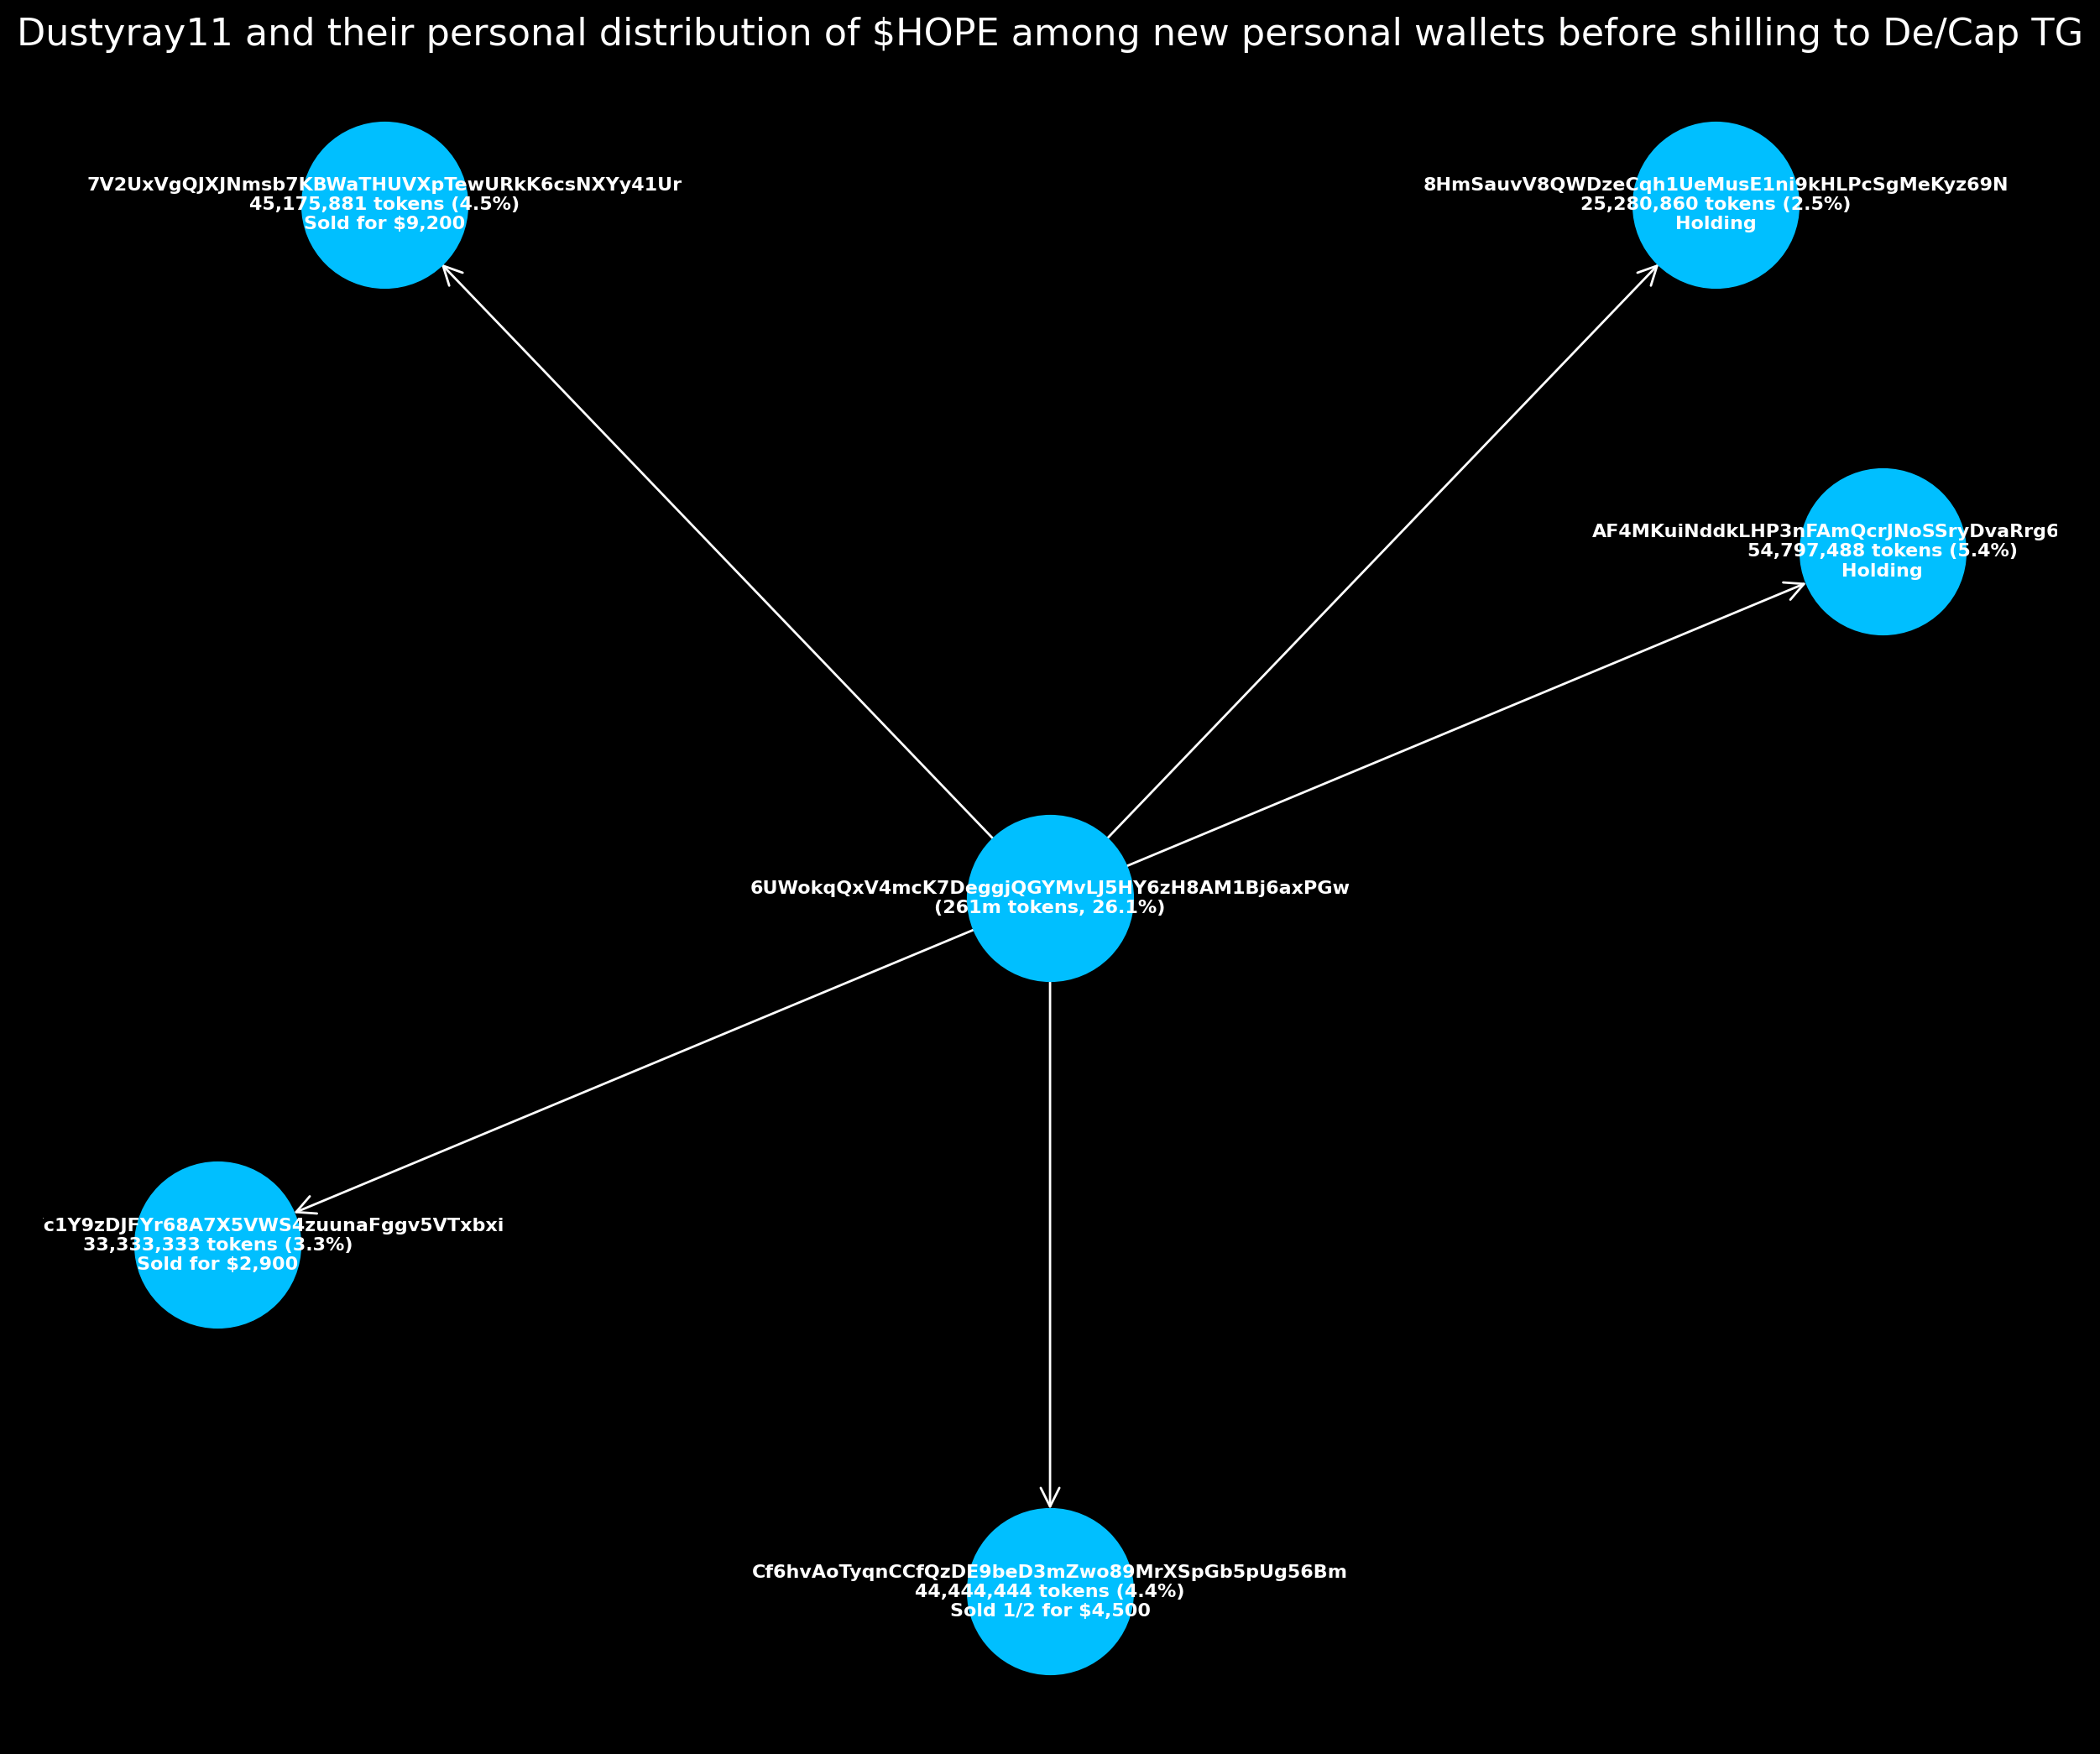 Dustyray11 and their personal distribution of $HOPE among new personal wallets before shilling to De/Cap TG
7V2UxVgQJXJNmsb7KBWaTHUVXpTewURkK6csNXYy41Ur
45,175,881 tokens (4.5%)
Sold for $9,200
8HmSauvV8QWDzeCqh1UeMusE1ni9kHLPcSgMeKyz69N
25,280,860 tokens (2.5%)
Holding
AF4MKuiNddkLHP3nFAmQcrJNoSSryDvaRrg6
54,797,488 tokens (5.4%)
Holding
6UWokqQxV4mcK7DeggjQGYMvLJ5HY6zH8AM1Bj6axPGw
(261m tokens, 26.1%)
c1Y9zDJFYr68A7X5VWS4zuunaFggv5VTxbxi
33,333,333 tokens (3.3%)
Sold for $2,900
Cf6hvAoTyqnCCfQzDE9beD3mZwo89MrXSpGb5pUg56Bm
44,444,444 tokens (4.4%)
Sold 1/2 for $4,500